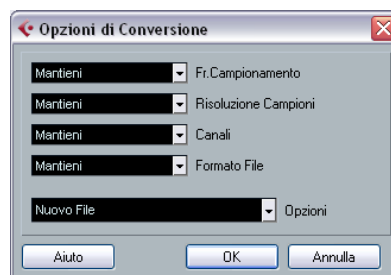 Opzioni di Conversione
Mantieni Fr.Campionamento
Mantieni Risoluzione Campioni
Mantieni Canali
Mantieni Formato File
Nuovo File Opzioni
Aiuto OK Annulla